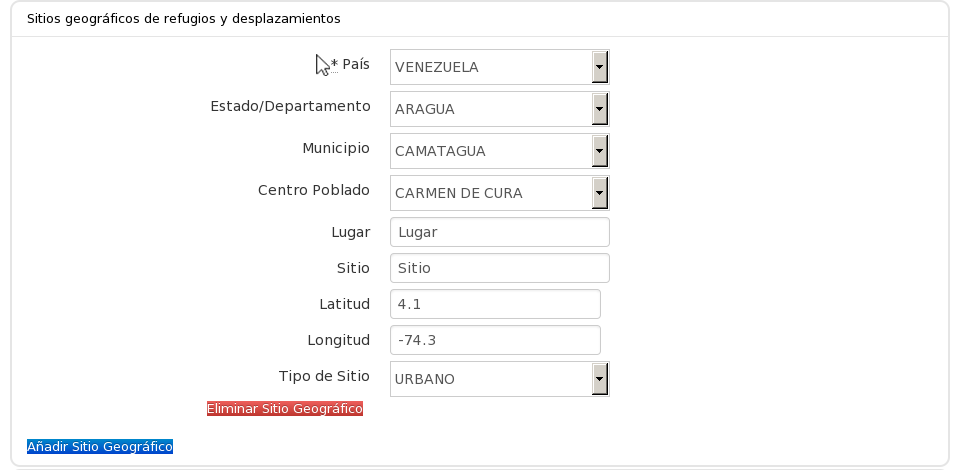 Sitios geográficos de refugios y desplazamientos
* País VENEZUELA
Estado/Departamento ARAGUA
Municipio CAMATAGUA
Centro Poblado CARMEN DE CURA
Lugar Lugar
Sitio Sitio
Latitud 4.1
Longitud -74.3
Tipo de Sitio URBANO
Eliminar Sitio Geográfico
Añadir Sitio Geográfico